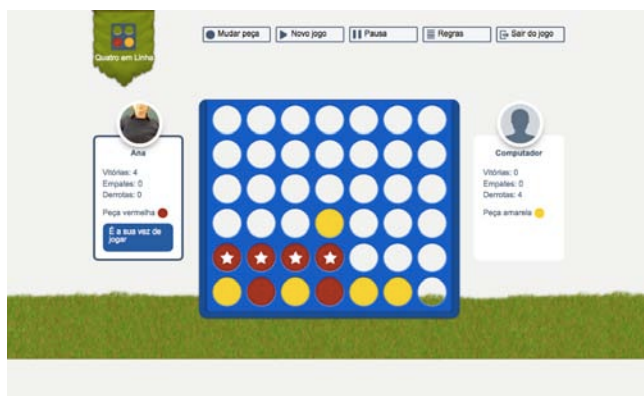 Quatro em Linha
Mudar peça
Novo jogo
Pausa
Regras
Sair do jogo
Ana
Vitórias: 4
Empates: 0
Derrotas: 0
Peça vermelha
É a sua vez de
jogar
Computador
Vitórias: 0
Empates: 0
Derrotas: 4
Peça amarela